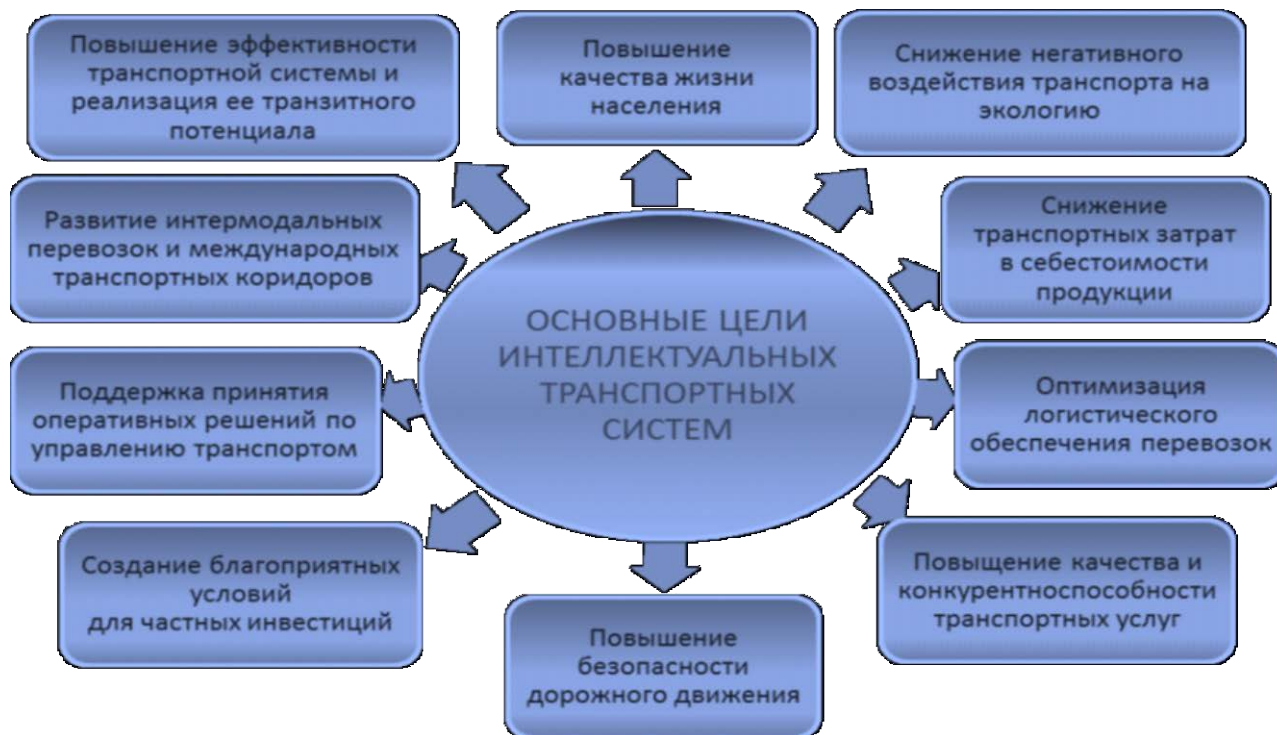 Повышение эффективности
транспортной системы и
реализация ее транзитного
потенциала
Повышение
качества жизни
населения
Снижение негативного
воздействия транспорта на
экологию
Развитие интермодальных
перевозок и международных
транспортных коридоров
Снижение
транспортных затрат
в себестоимости
продукции
ОСНОВНЫЕ ЦЕЛИ
ИНТЕЛЛЕКТУАЛЬНЫХ
ТРАНСПОРТНЫХ
СИСТЕМ
Поддержка принятия
оперативных решений по
управлению транспортом
Оптимизация
логистического
обеспечения перевозок
Создание благоприятных
условий
для частных инвестиций
Повыщение качества и
конкурентноспособности
транспортных услуг
Повышение
безопасности
дорожного движения